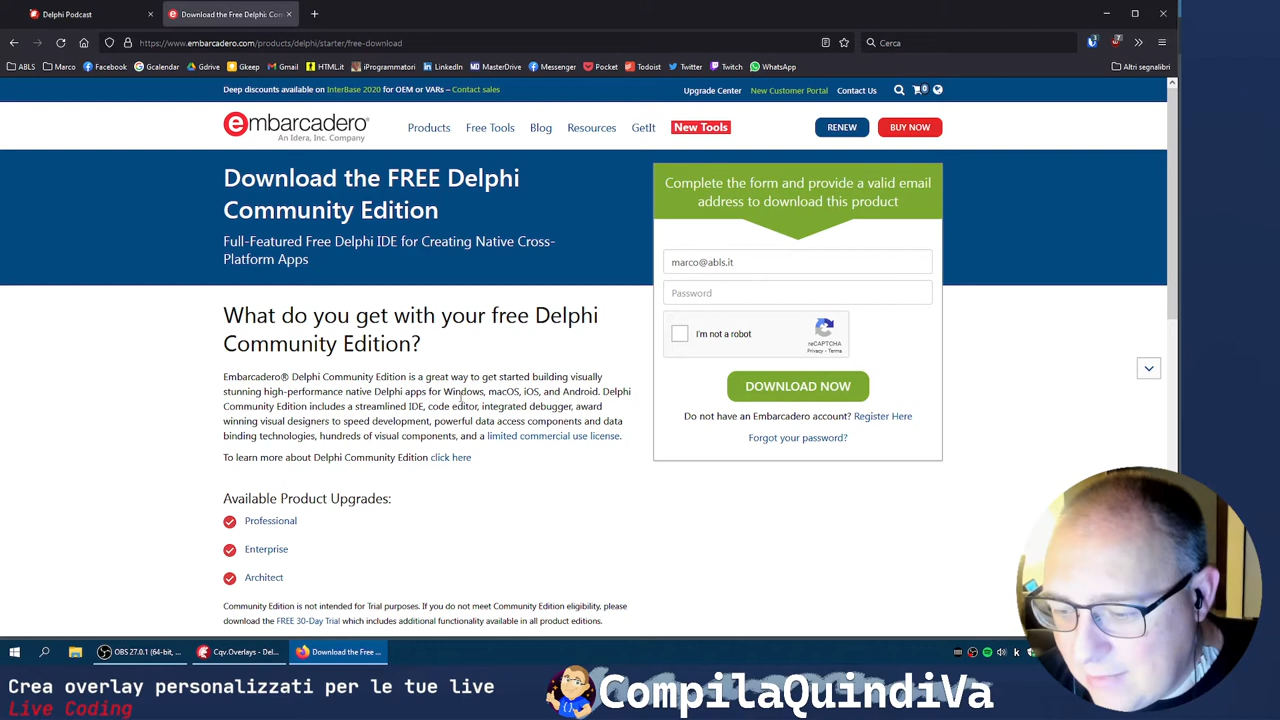 Delphi Podcast
Download the Free Delphi: Com
https://www.embarcadero.com/products/delphi/starter/free-download
Cerca
ABLS
Marco
Facebook
Gcalendar
Gdrive
Gkeep
Gmail
HTML.it
iProgrammatori
LinkedIn
MasterDrive
Messenger
Pocket
Todoist
Twitter
Twitch
WhatsApp
Altri segnalibri
Deep discounts available on InterBase 2020 for OEM or VARs – Contact sales
Upgrade Center
New Customer Portal
Contact Us
0
embarcadero®
An Idera, Inc. Company
Products
Free Tools
Blog
Resources
GetIt
New Tools
RENEW
BUY NOW
Download the FREE Delphi
Community Edition
Full-Featured Free Delphi IDE for Creating Native Cross-
Platform Apps
Complete the form and provide a valid email
address to download this product
marco@abls.it
Password
I'm not a robot
reCAPTCHA
Privacy - Terms
DOWNLOAD NOW
Do not have an Embarcadero account? Register Here
Forgot your password?
What do you get with your free Delphi
Community Edition?
Embarcadero® Delphi Community Edition is a great way to get started building visually
stunning high-performance native Delphi apps for Windows, macOS, iOS, and Android. Delphi
Community Edition includes a streamlined IDE, code editor, integrated debugger, award
winning visual designers to speed development, powerful data access components and data
binding technologies, hundreds of visual components, and a limited commercial use license.
To learn more about Delphi Community Edition click here
Available Product Upgrades:
Professional
Enterprise
Architect
Community Edition is not intended for Trial purposes. If you do not meet Community Edition eligibility, please
download the FREE 30-Day Trial which includes additional functionality available in all product editions.
OBS 27.0.1 (64-bit, ...
Cqv.Overlays - Del...
Download the Free ...
Crea overlay personalizzati per le tue live
Live Coding
CompilaQuindiVa